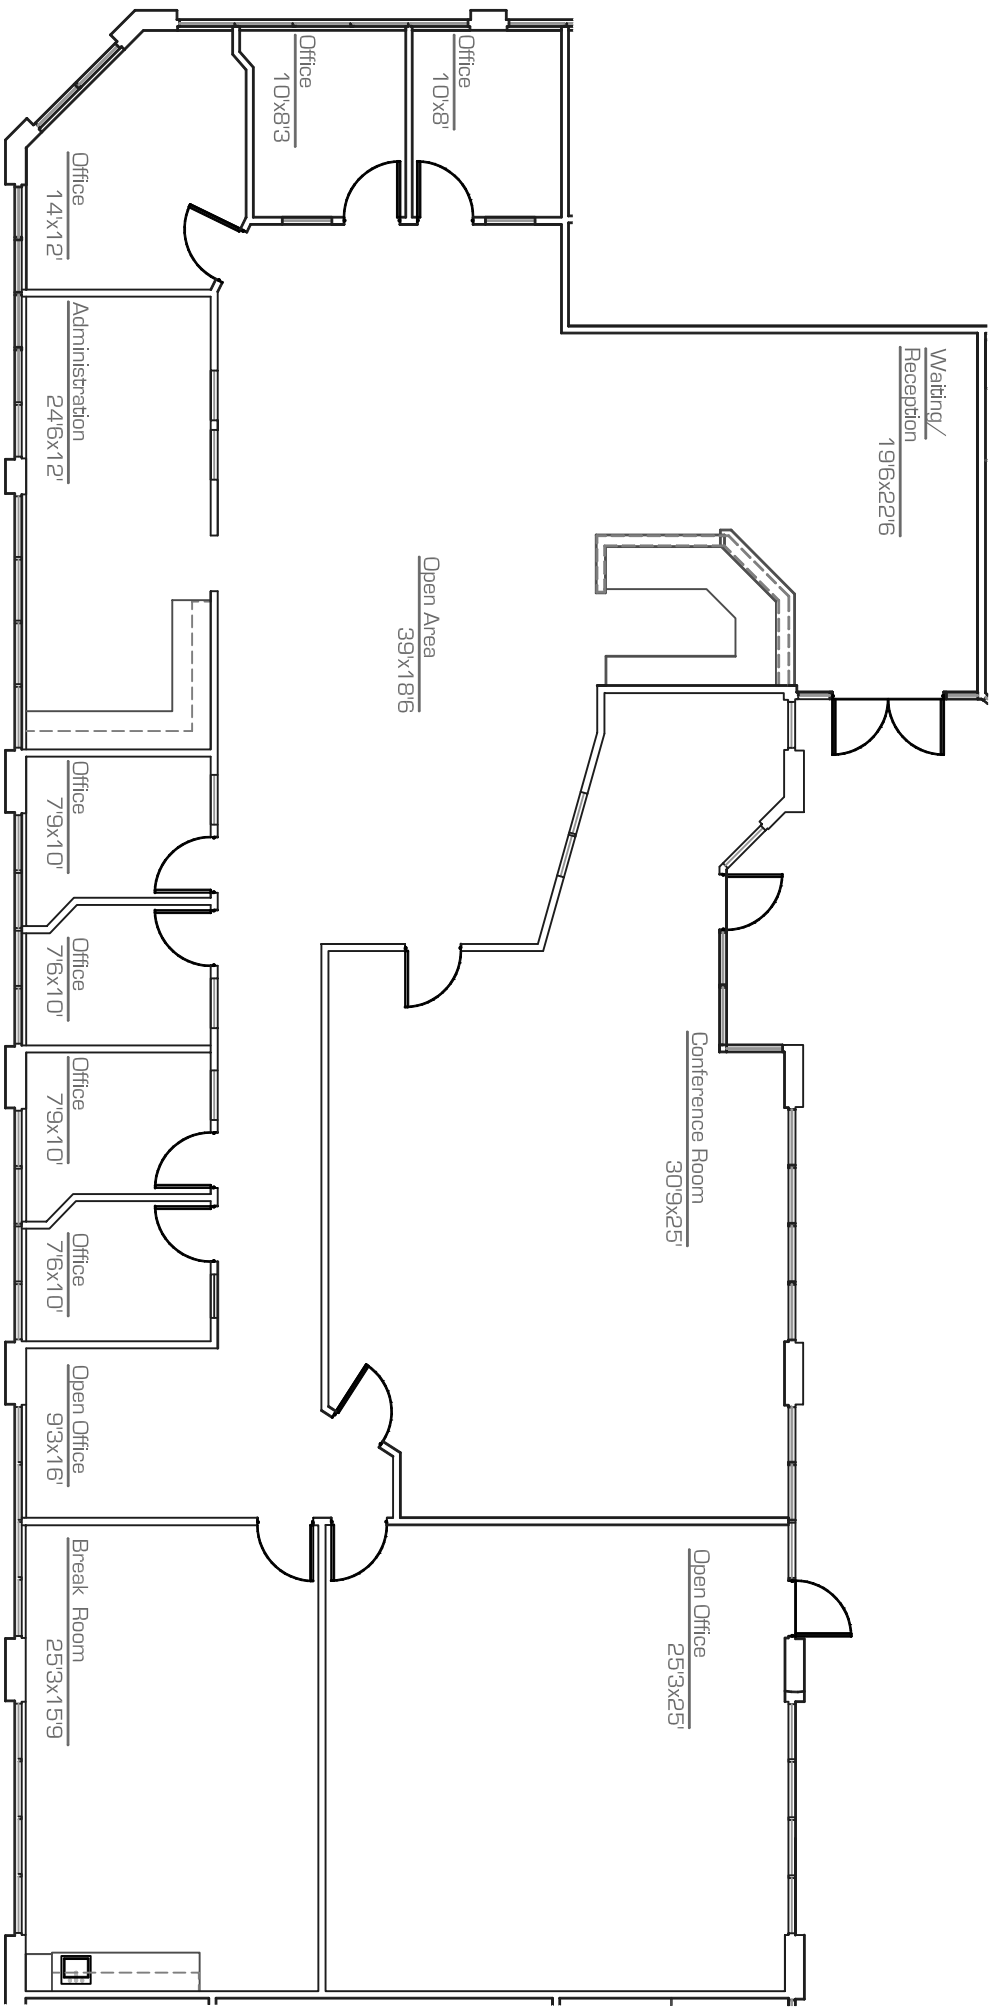 Office
10'x8'3
Office
10'x8'
Office
14'x12'
Administration
24'6x12'
Waiting/
Reception
19'6x22'6
Open Area
39'x18'6
Office
7'9x10'
Office
7'6x10'
Office
7'9x10'
Office
7'6x10'
Conference Room
30'9x25'
Open Office
9'3x16'
Break Room
25'3x15'9
Open Office
25'3x25'